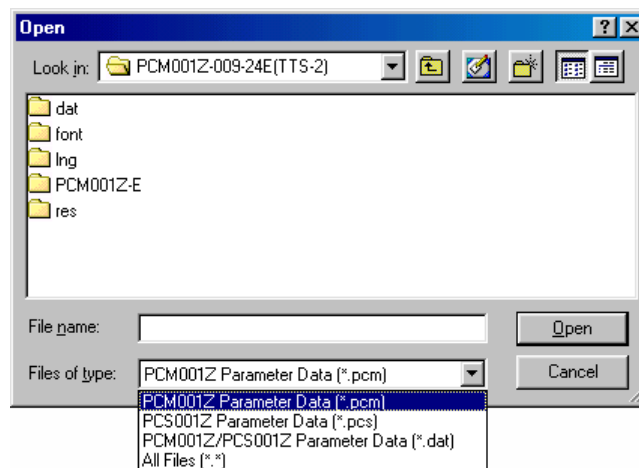 Open
Look in: PCM001Z-009-24E(TTS-2)
dat
font
lng
PCM001Z-E
res
File name:
Open
Files of type: PCM001Z Parameter Data (*.pcm)
Cancel
PCM001Z Parameter Data (*.pcm)
PCS001Z Parameter Data (*.pcs)
PCM001Z/PCS001Z Parameter Data (*.dat)
All Files (*.*)